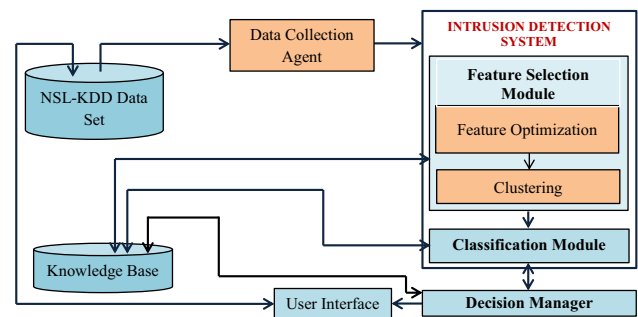 Data Collection
Agent
INTRUSION DETECTION
SYSTEM
NSL-KDD Data
Set
Feature Selection
Module
Feature Optimization
Clustering
Classification Module
Knowledge Base
User Interface
Decision Manager